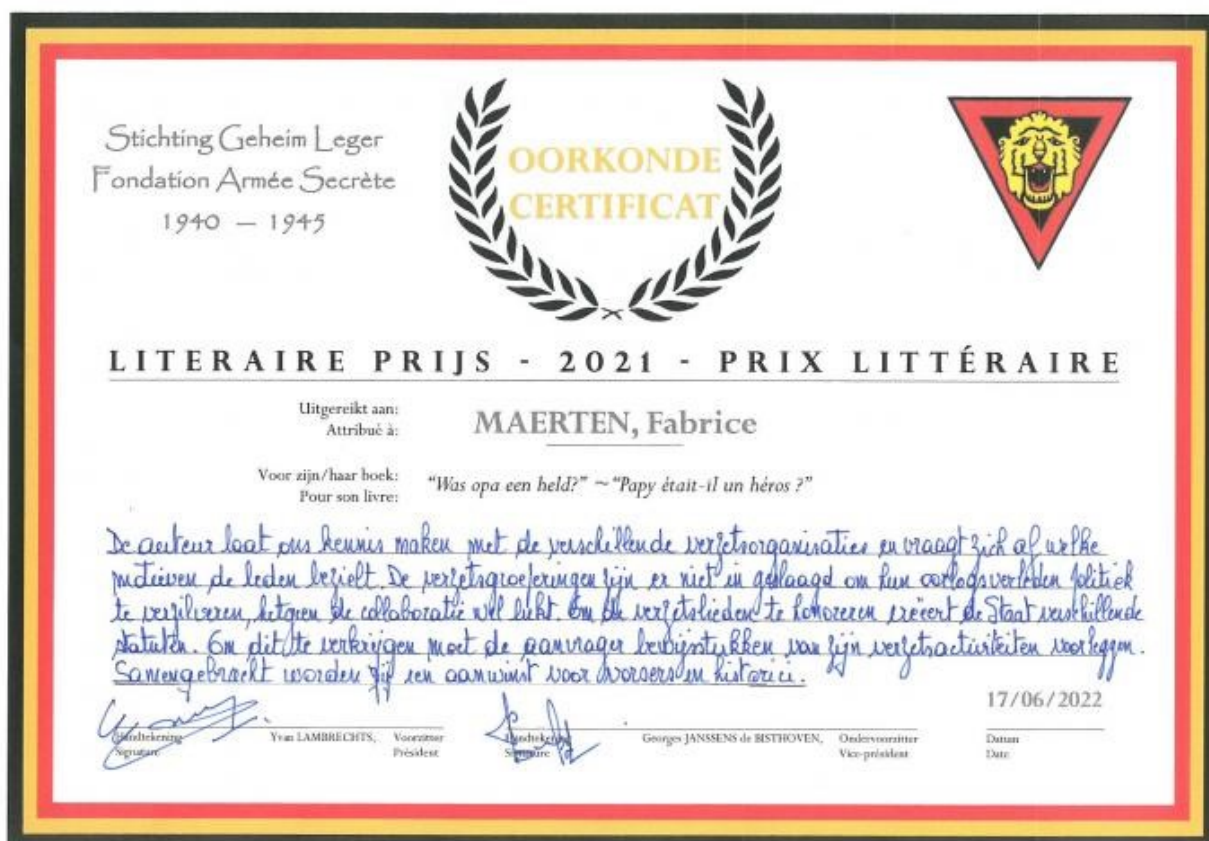 Stichting Geheim Leger
Fondation Armée Secrète
1940 — 1945
OORKONDE
CERTIFICAT
LITERAIRE PRIJS - 2021 - PRIX LITTÉRAIRE
Uitgereikt aan:
Attribué à:
MAERTEN, Fabrice
Voor zijn/haar boek:
Pour son livre:
"Was opa een held?" ~ "Papy était-il un héros ?"
De auteur laat ons kennis maken met de verschillende verzetsorganisaties en vraagt zich af welke
motieven de leden bezielt. De verzetsgroeperingen zijn er niet in geslaagd om hun oorlogsverleden politiek
te verzilveren, hetgeen de collaboratie wel lukt. Om de verzetslieden te honoreren creëert de Staat verschillende
statuten. Om dit te verkrijgen moet de aanvrager bewijsstukken van zijn verzetsactiviteiten voorleggen.
Samengebracht worden zij een aanwinst voor vorsers en historici.
17/06/2022
Handtekening
Signature
Yvan LAMBRECHTS,
Voorzitter
Président
Handtekening
Signature
Georges JANSSENS de BISTHOVEN,
Ondervoorzitter
Vice-président
Datum
Date